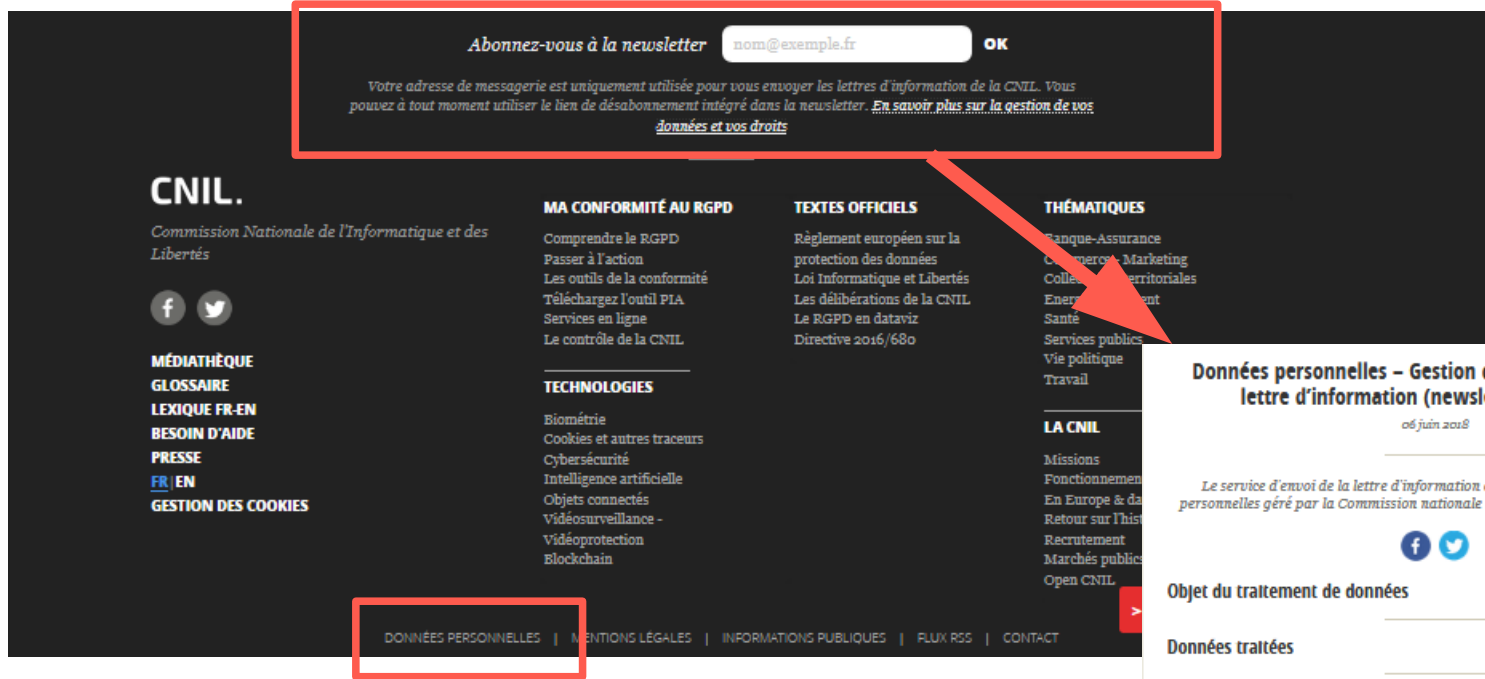 Abonnez-vous à la newsletter nom@exemple.fr OK
Votre adresse de messagerie est uniquement utilisée pour vous envoyer les lettres d'information de la CNIL. Vous
pouvez à tout moment utiliser le lien de désabonnement intégré dans la newsletter. En savoir plus sur la gestion de vos
données et vos droits
CNIL.
Commission Nationale de l'Informatique et des
Libertés
MÉDIATHÈQUE
GLOSSAIRE
LEXIQUE FR-EN
BESOIN D'AIDE
PRESSE
FR|EN
GESTION DES COOKIES
MA CONFORMITÉ AU RGPD
Comprendre le RGPD
Passer à l'action
Les outils de la conformité
Téléchargez l'outil PIA
Services en ligne
Le contrôle de la CNIL
TECHNOLOGIES
Biométrie
Cookies et autres traceurs
Cybersécurité
Intelligence artificielle
Objets connectés
Vidéosurveillance -
Vidéoprotection
Blockchain
TEXTES OFFICIELS
Règlement européen sur la
protection des données
Loi Informatique et Libertés
Les délibérations de la CNIL
Le RGPD en dataviz
Directive 2016/680
THÉMATIQUES
Banque-Assurance
Marketing
Santé
Services publics
Vie politique
Travail
LA CNIL
Missions
En Europe &
Retour sur
Recrutement
Marchés publics
Open CNIL
>
DONNÉES PERSONNELLES | MENTIONS LÉGALES | INFORMATIONS PUBLIQUES | FLUX RSS | CONTACT
Données personnelles – Gestion
lettre d'information
06 juin 2018
Le service d'envoi de la lettre d'information
personnelles géré par la Commission nationale
Objet du traitement de données
Données traitées